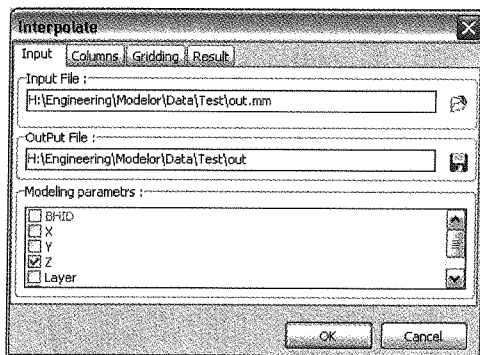 Interpolate
Input Columns Gridding Result
Input File :
H:\Engineering\Modelor\Data\Test\out.mm
OutPut File :
H:\Engineering\Modelor\Data\Test\out
Modeling parametrs :
BHID
X
Y
Z
Layer
OK Cancel